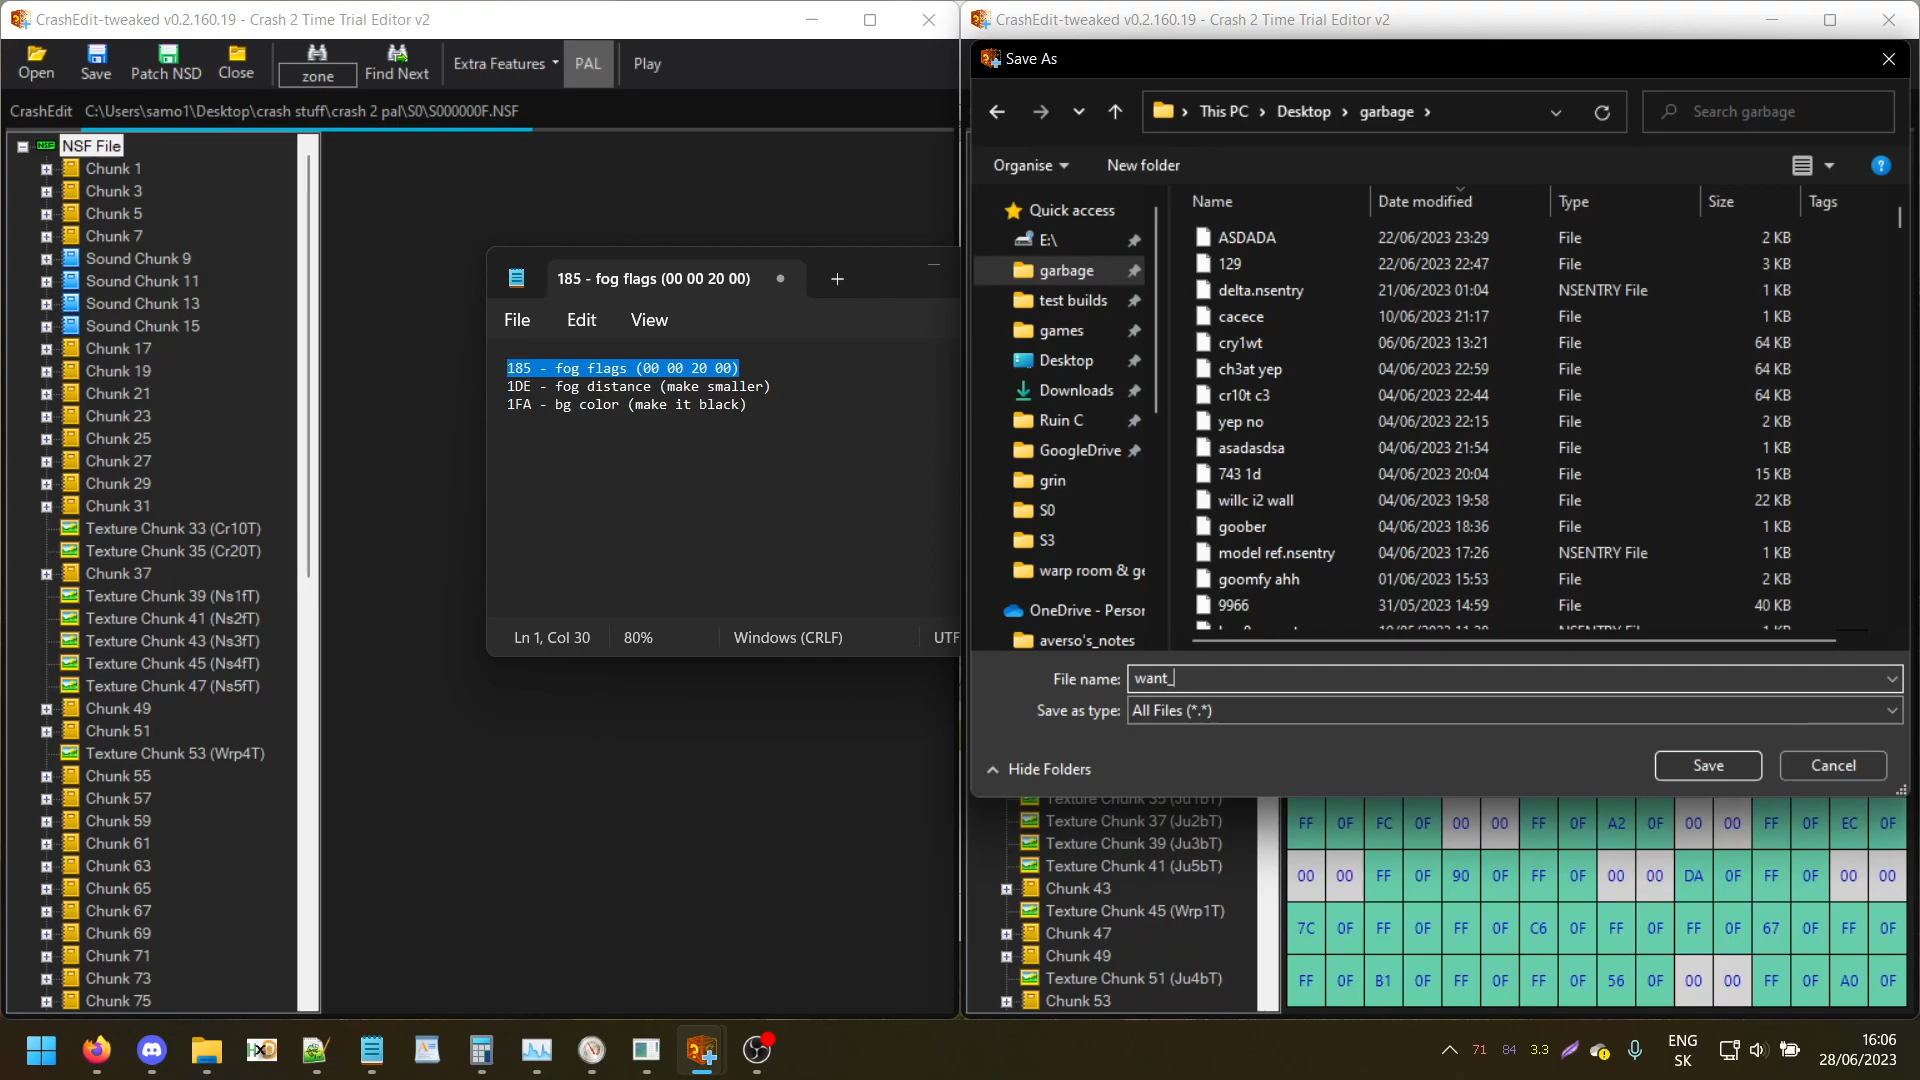 CrashEdit-tweaked v0.2.160.19 - Crash 2 Time Trial Editor v2
Open
Save
Patch NSD
Close
zone
Find Next
Extra Features
PAL
Play
CrashEdit C:\Users\samo1\Desktop\crash stuff\crash 2 pal\S0\S000000F.NSF
NSF File
Chunk 1
Chunk 3
Chunk 5
Chunk 7
Sound Chunk 9
Sound Chunk 11
Sound Chunk 13
Sound Chunk 15
Chunk 17
Chunk 19
Chunk 21
Chunk 23
Chunk 25
Chunk 27
Chunk 29
Chunk 31
Texture Chunk 33 (Cr10T)
Texture Chunk 35 (Cr20T)
Chunk 37
Texture Chunk 39 (Ns1fT)
Texture Chunk 41 (Ns2fT)
Texture Chunk 43 (Ns3fT)
Texture Chunk 45 (Ns4fT)
Texture Chunk 47 (Ns5fT)
Chunk 49
Chunk 51
Texture Chunk 53 (Wrp4T)
Chunk 55
Chunk 57
Chunk 59
Chunk 61
Chunk 63
Chunk 65
Chunk 67
Chunk 69
Chunk 71
Chunk 73
Chunk 75
185 - fog flags (00 00 20 00)
File Edit View
185 - fog flags (00 00 20 00)
1DE - fog distance (make smaller)
1FA - bg color (make it black)
Ln 1, Col 30 80% Windows (CRLF) UTF
CrashEdit-tweaked v0.2.160.19 - Crash 2 Time Trial Editor v2
Save As
This PC > Desktop > garbage >
Search garbage
Organise New folder
Quick access
E:\
garbage
test builds
games
Desktop
Downloads
Ruin C
GoogleDrive
grin
S0
S3
warp room & ge
OneDrive - Persor
averso's_notes
Name Date modified Type Size Tags
ASDADA 22/06/2023 23:29 File 2 KB
129 22/06/2023 22:47 File 3 KB
delta.nsentry 21/06/2023 01:04 NSENTRY File 1 KB
cacece 10/06/2023 21:17 File 1 KB
cry1wt 06/06/2023 13:21 File 64 KB
ch3at yep 04/06/2023 22:59 File 64 KB
cr10t c3 04/06/2023 22:44 File 64 KB
yep no 04/06/2023 22:15 File 2 KB
asadasdsa 04/06/2023 21:54 File 1 KB
743 1d 04/06/2023 20:04 File 15 KB
willc i2 wall 04/06/2023 19:58 File 22 KB
goober 04/06/2023 18:36 File 1 KB
model ref.nsentry 04/06/2023 17:26 NSENTRY File 1 KB
goomfy ahh 01/06/2023 15:53 File 2 KB
9966 31/05/2023 14:59 File 40 KB
File name: want_
Save as type: All Files (*.*)
Hide Folders
Save
Cancel
Texture Chunk 35 (Ju1bT)
Texture Chunk 37 (Ju2bT)
Texture Chunk 39 (Ju3bT)
Texture Chunk 41 (Ju5bT)
Chunk 43
Texture Chunk 45 (Wrp1T)
Chunk 47
Chunk 49
Texture Chunk 51 (Ju4bT)
Chunk 53
FF 0F FC 0F 00 00 FF 0F A2 0F 00 00 FF 0F EC 0F
00 00 FF 0F 90 0F FF 0F 00 00 DA 0F FF 0F 00 00
7C 0F FF 0F FF 0F C6 0F FF 0F FF 0F 67 0F FF 0F
FF 0F B1 0F FF 0F FF 0F 56 0F 00 00 FF 0F A0 0F
71 84 3.3
ENG
SK
16:06
28/06/2023